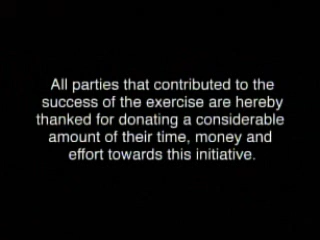 All parties that contributed to the
success of the exercise are hereby
thanked for donating a considerable
amount of their time, money and
effort towards this initiative.